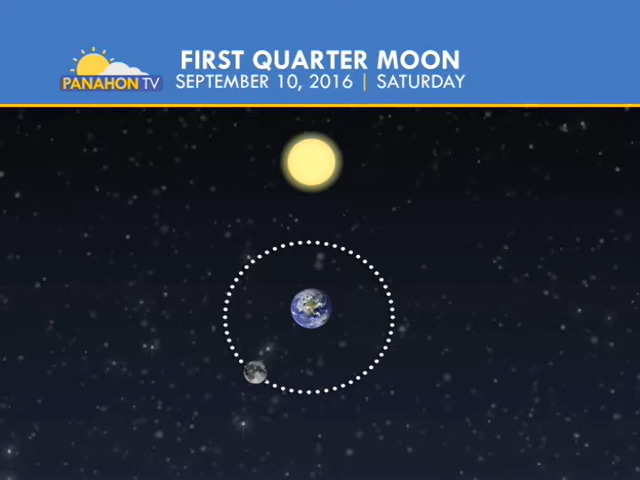 FIRST QUARTER MOON
PANAHON TV
SEPTEMBER 10, 2016 | SATURDAY